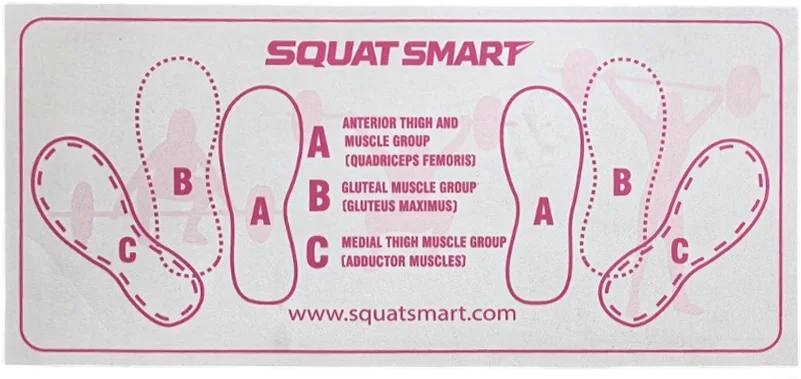 SQUAT SMART
A
ANTERIOR THIGH AND
MUSCLE GROUP
(QUADRICEPS FEMORIS)
B
GLUTEAL MUSCLE GROUP
(GLUTEUS MAXIMUS)
C
MEDIAL THIGH MUSCLE GROUP
(ADDUCTOR MUSCLES)
B
A
C
A
B
C
www.squatsmart.com